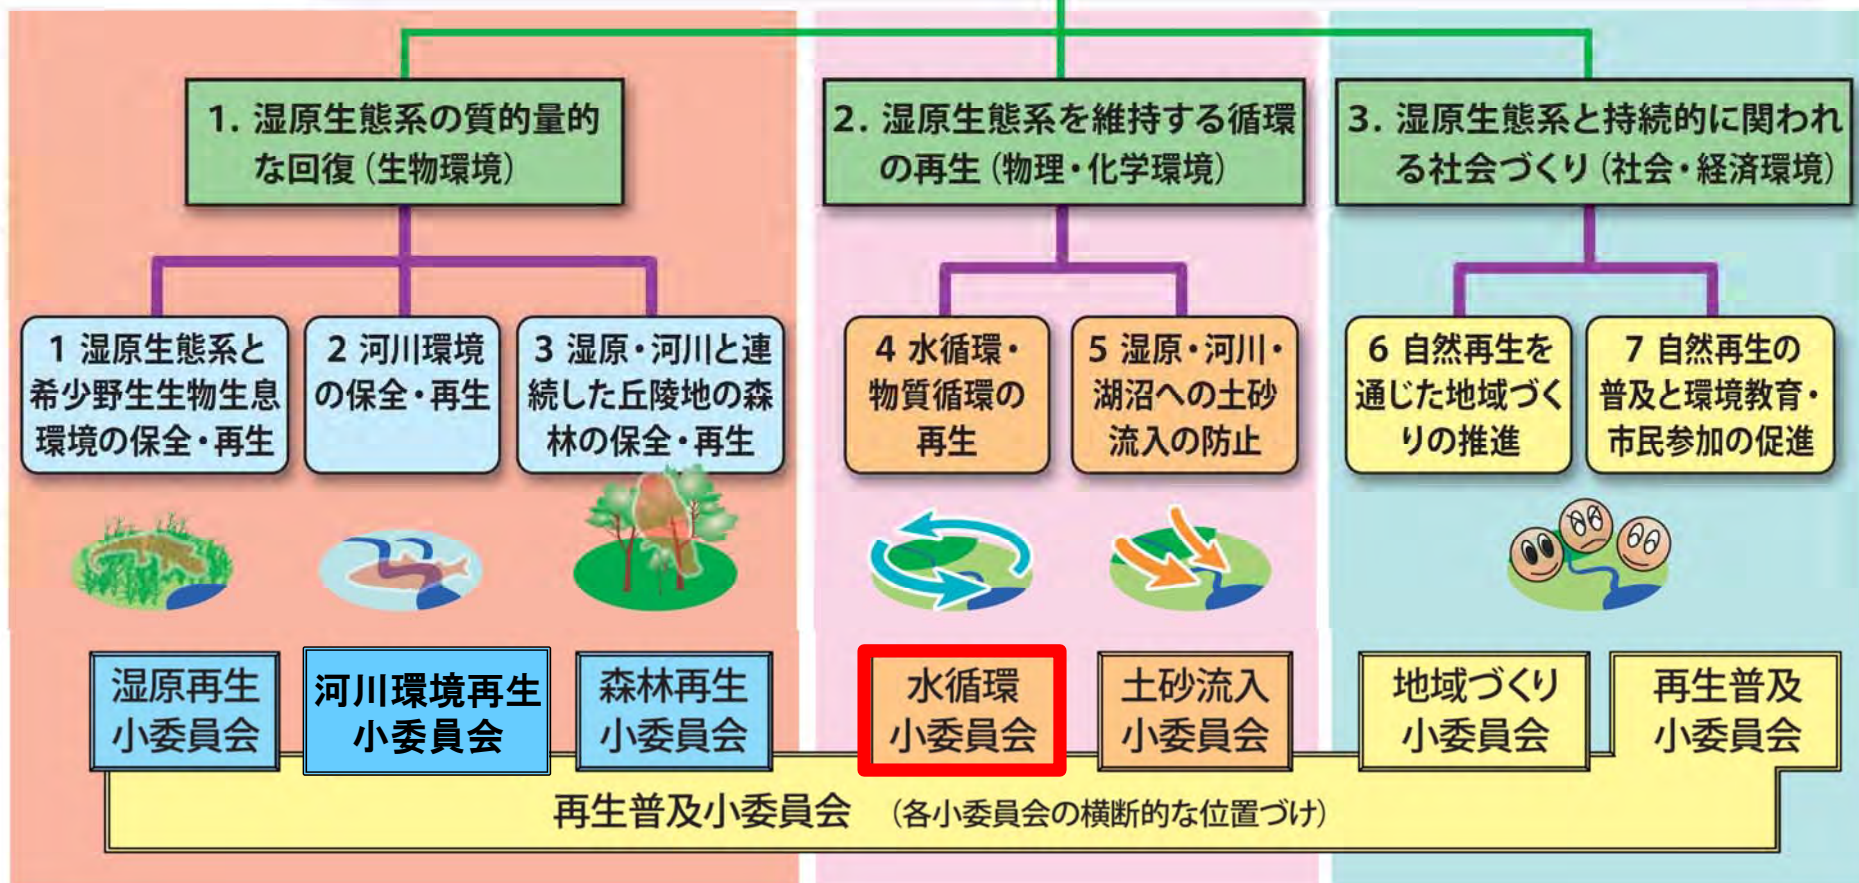 1. 湿原生態系の質的量的
な回復（生物環境）
2. 湿原生態系を維持する循環
の再生（物理・化学環境）
3. 湿原生態系と持続的に関われ
る社会づくり（社会・経済環境）
1 湿原生態系と
希少野生生物生息
環境の保全・再生
2 河川環境
の保全・再生
3 湿原・河川と連
続した丘陵地の森
林の保全・再生
4 水循環・
物質循環の
再生
5 湿原・河川・
湖沼への土砂
流入の防止
6 自然再生を
通じた地域づく
りの推進
7 自然再生の
普及と環境教育・
市民参加の促進
湿原再生
小委員会
河川環境再生
小委員会
森林再生
小委員会
水循環
小委員会
土砂流入
小委員会
地域づくり
小委員会
再生普及
小委員会
再生普及小委員会 （各小委員会の横断的な位置づけ）